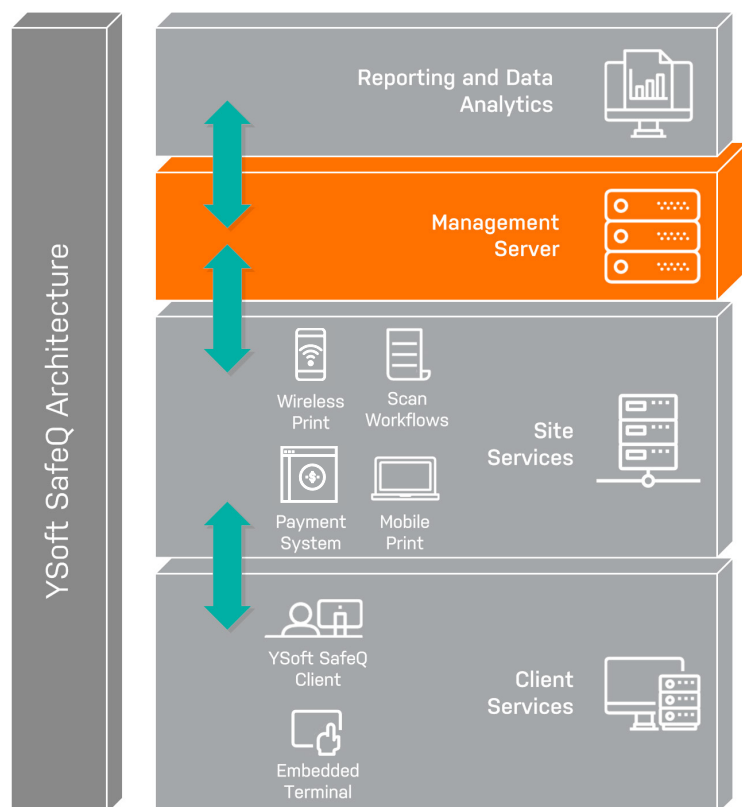 YSoft SafeQ Architecture
Reporting and Data
Analytics
Management
Server
Wireless
Print
Scan
Workflows
Payment
System
Mobile
Print
Site
Services
YSoft SafeQ
Client
Embedded
Terminal
Client
Services